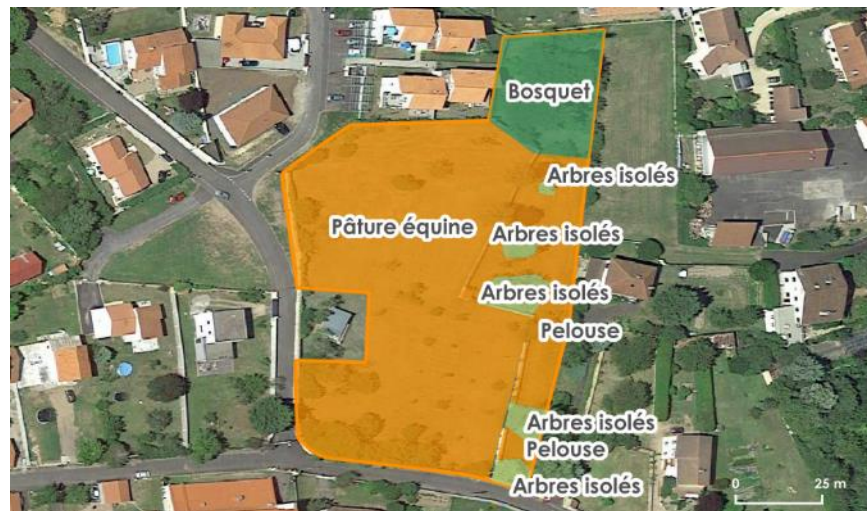 Bosquet
Arbres isolés
Pâture équine
Arbres isolés
Arbres isolés
Pelouse
Arbres isolés
Pelouse
Arbres isolés
0 25 m